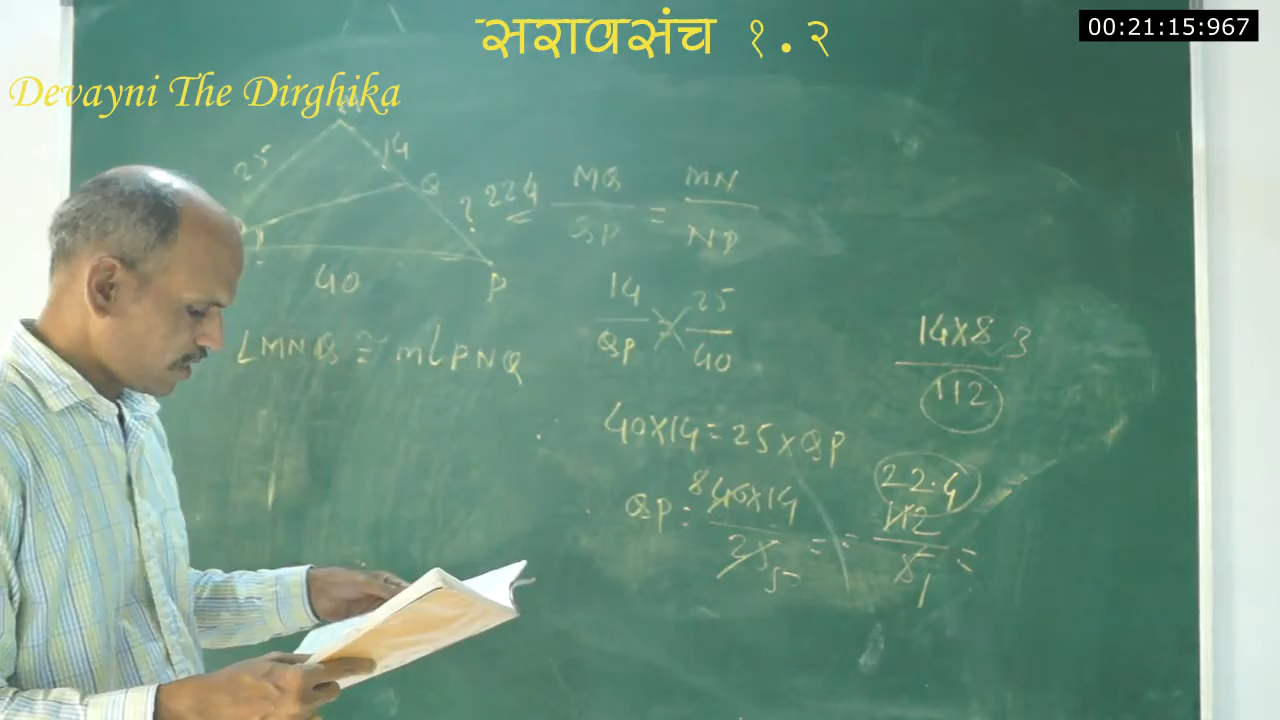 सरावसंच १.२
00:21:15:967
Devayni The Dirghika
25
14
Q
? 22.4
40
P
MQ/QP = MN/NP
14/QP = 25/40
∠MNQ ≅ m∠PNQ
14×8 3
112
∴ 40×14=25×QP
∴ QP = 8 40×14 / 25 5 = = 22.4 112 / 5 1 =